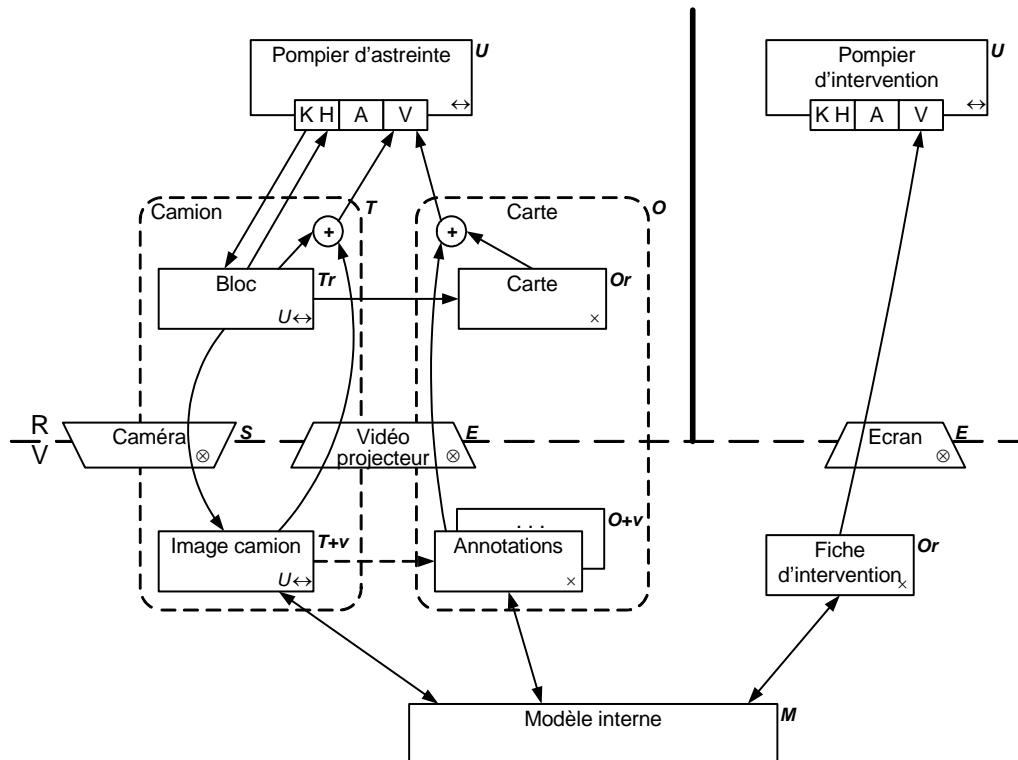 Pompier d'astreinte
U
↔
K H
A
V
Pompier
d'intervention
U
↔
K H
A
V
Camion
T
Carte
O
+
+
Bloc
Tr
U↔
Carte
Or
×
R
V
Caméra
S
⊗
Vidéo
projecteur
E
⊗
Ecran
E
⊗
Image camion
T+v
U↔
. . .
O+v
Annotations
×
Fiche
d'intervention
Or
×
Modèle interne
M